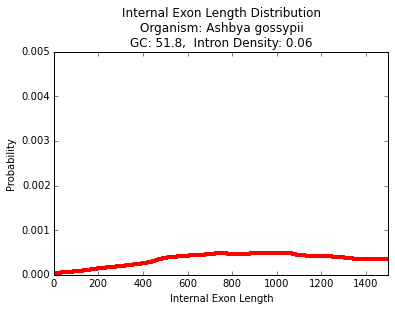 Internal Exon Length Distribution
Organism: Ashbya gossypii
GC: 51.8,  Intron Density: 0.06
0.005
0.004
0.003
0.002
0.001
0.000
Probability
0 200 400 600 800 1000 1200 1400
Internal Exon Length